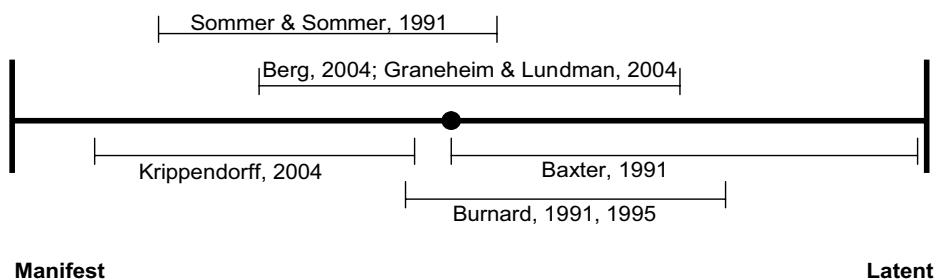 Sommer & Sommer, 1991
Berg, 2004; Graneheim & Lundman, 2004
Krippendorff, 2004
Baxter, 1991
Burnard, 1991, 1995
Manifest
Latent